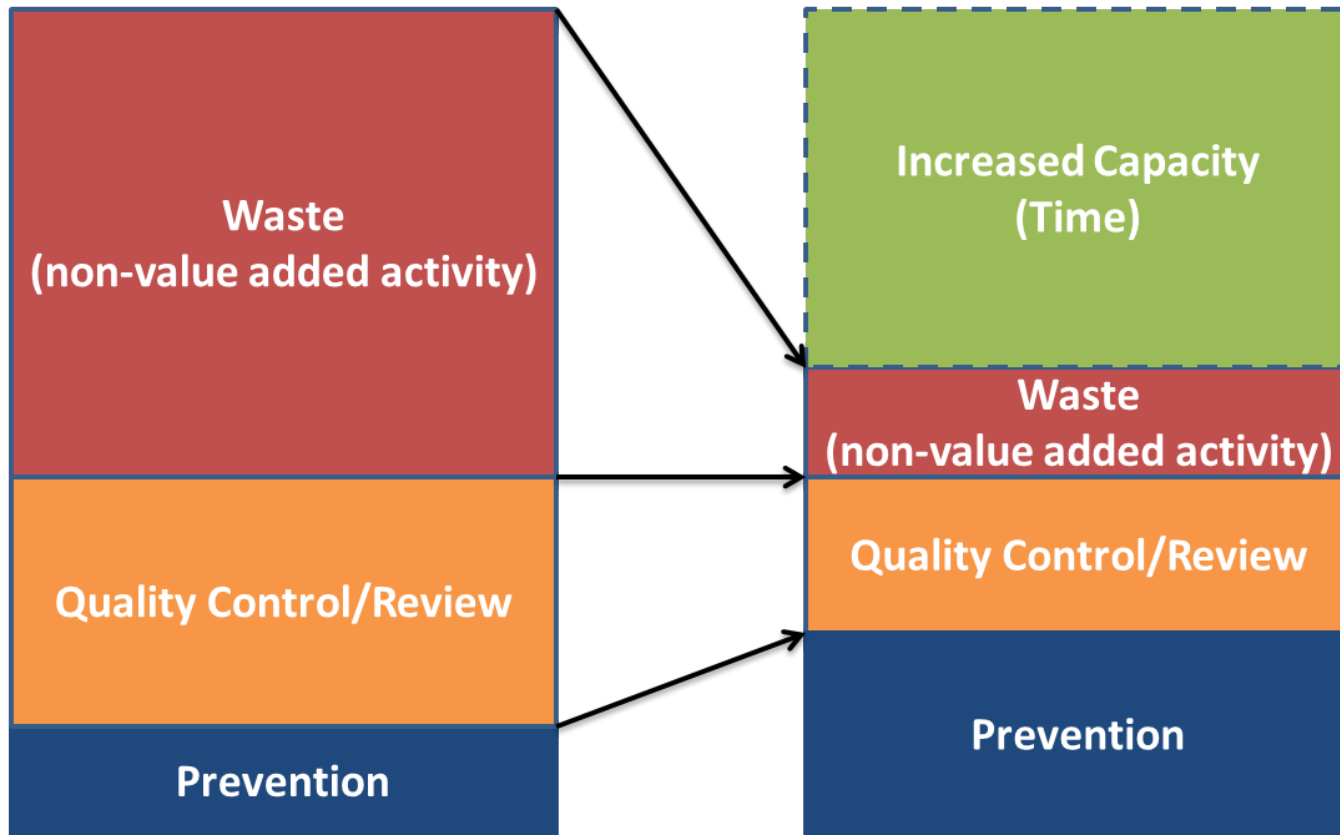 Waste
(non-value added activity)
Quality Control/Review
Prevention
Increased Capacity
(Time)
Waste
(non-value added activity)
Quality Control/Review
Prevention